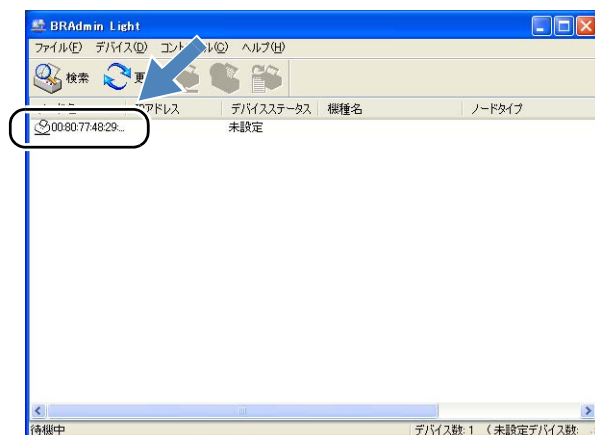 BRAdmin Light
ファイル(F) デバイス(D) ヘルプ(H)
検索
アドレス デバイスステータス 機種名 ノードタイプ
00:80:77:48:29:... 未設定
待機中 デバイス数: 1 (未設定デバイス数: